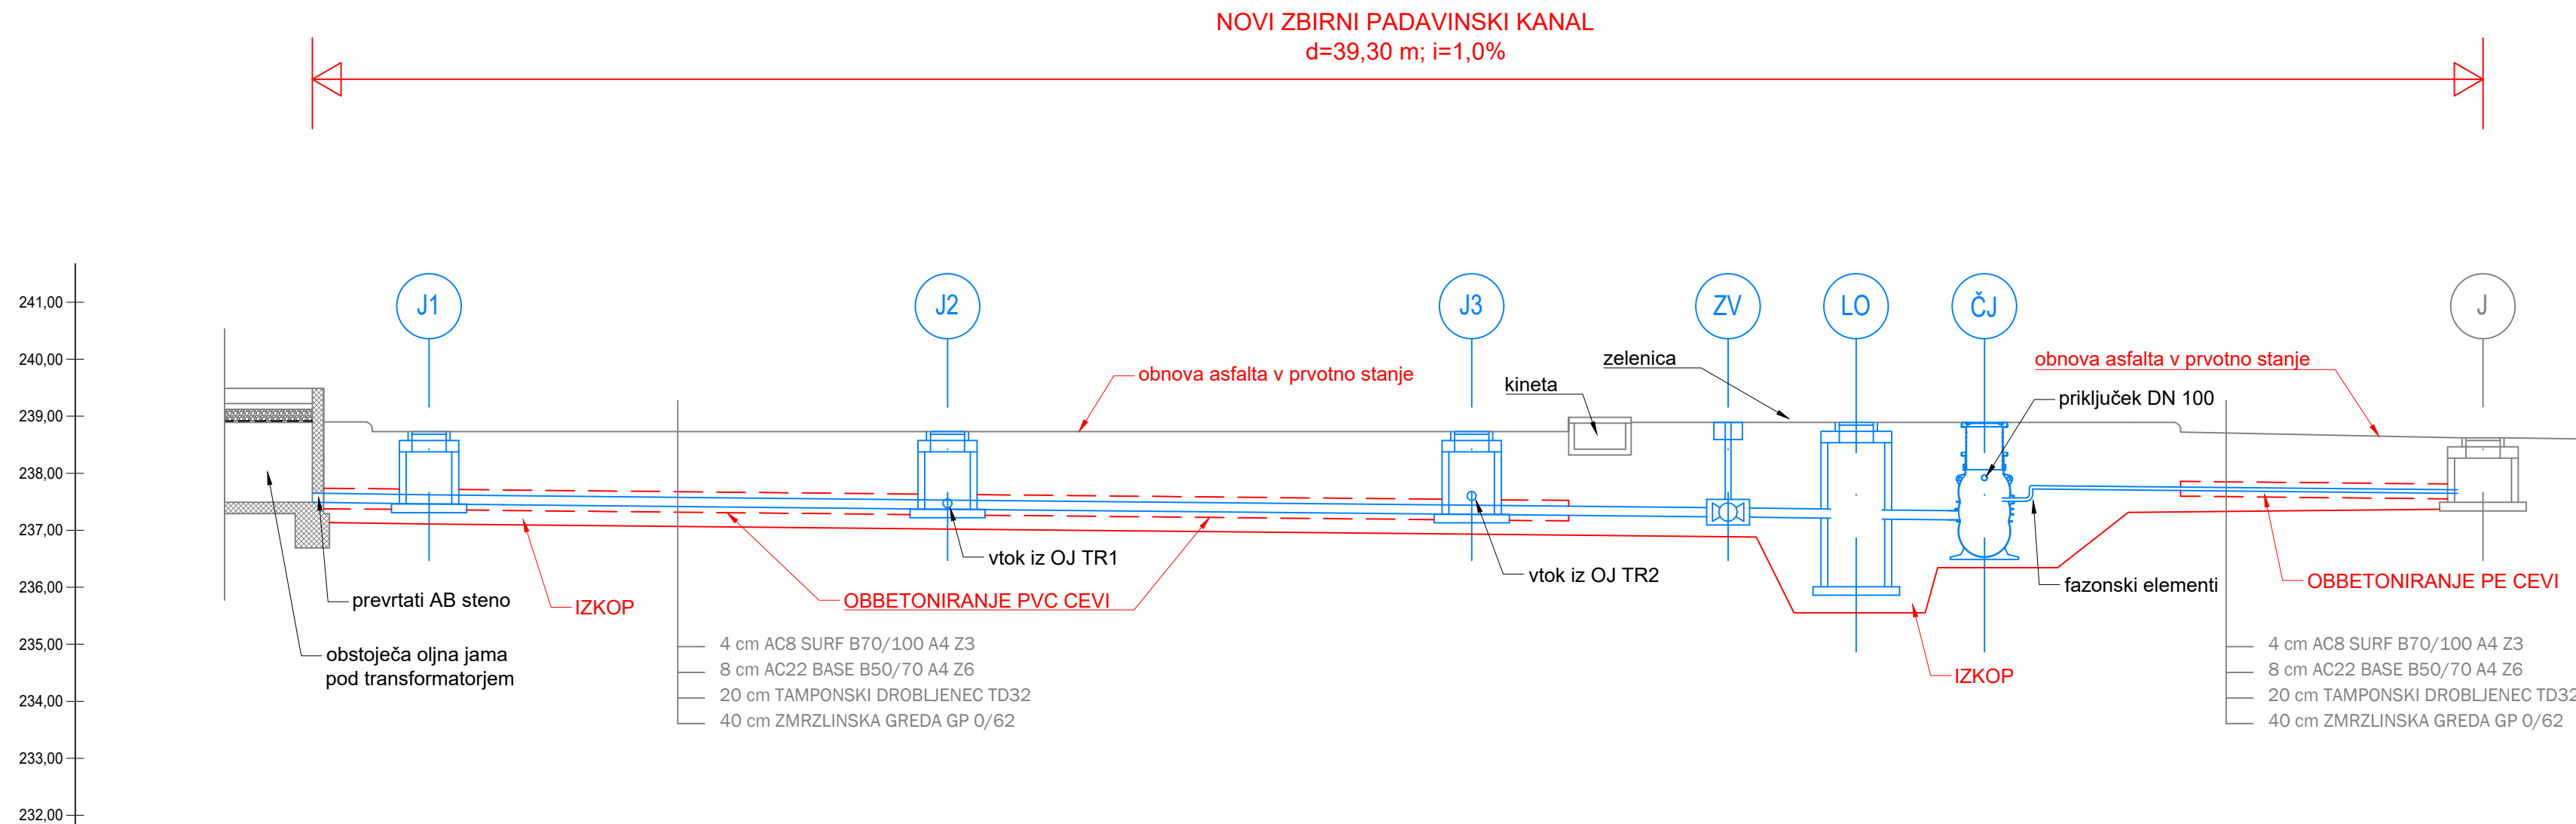 NOVI ZBIRNI PADAVINSKI KANAL
d=39,30 m; i=1,0%
241,00
240,00
239,00
238,00
237,00
236,00
235,00
234,00
233,00
232,00
J1
J2
J3
ZV
LO
ČJ
J
obnova asfalta v prvotno stanje
kineta
zelenica
obnova asfalta v prvotno stanje
priključek DN 100
vtok iz OJ TR1
vtok iz OJ TR2
fazonski elementi
OBBETONIRANJE PE CEVI
prevrtati AB steno
IZKOP
OBBETONIRANJE PVC CEVI
obstoječa oljna jama
pod transformatorjem
IZKOP
4 cm AC8 SURF B70/100 A4 Z3
8 cm AC22 BASE B50/70 A4 Z6
20 cm TAMPONSKI DROBLJENEC TD32
40 cm ZMRZLINSKA GREDA GP 0/62
4 cm AC8 SURF B70/100 A4 Z3
8 cm AC22 BASE B50/70 A4 Z6
20 cm TAMPONSKI DROBLJENEC TD32
40 cm ZMRZLINSKA GREDA GP 0/62